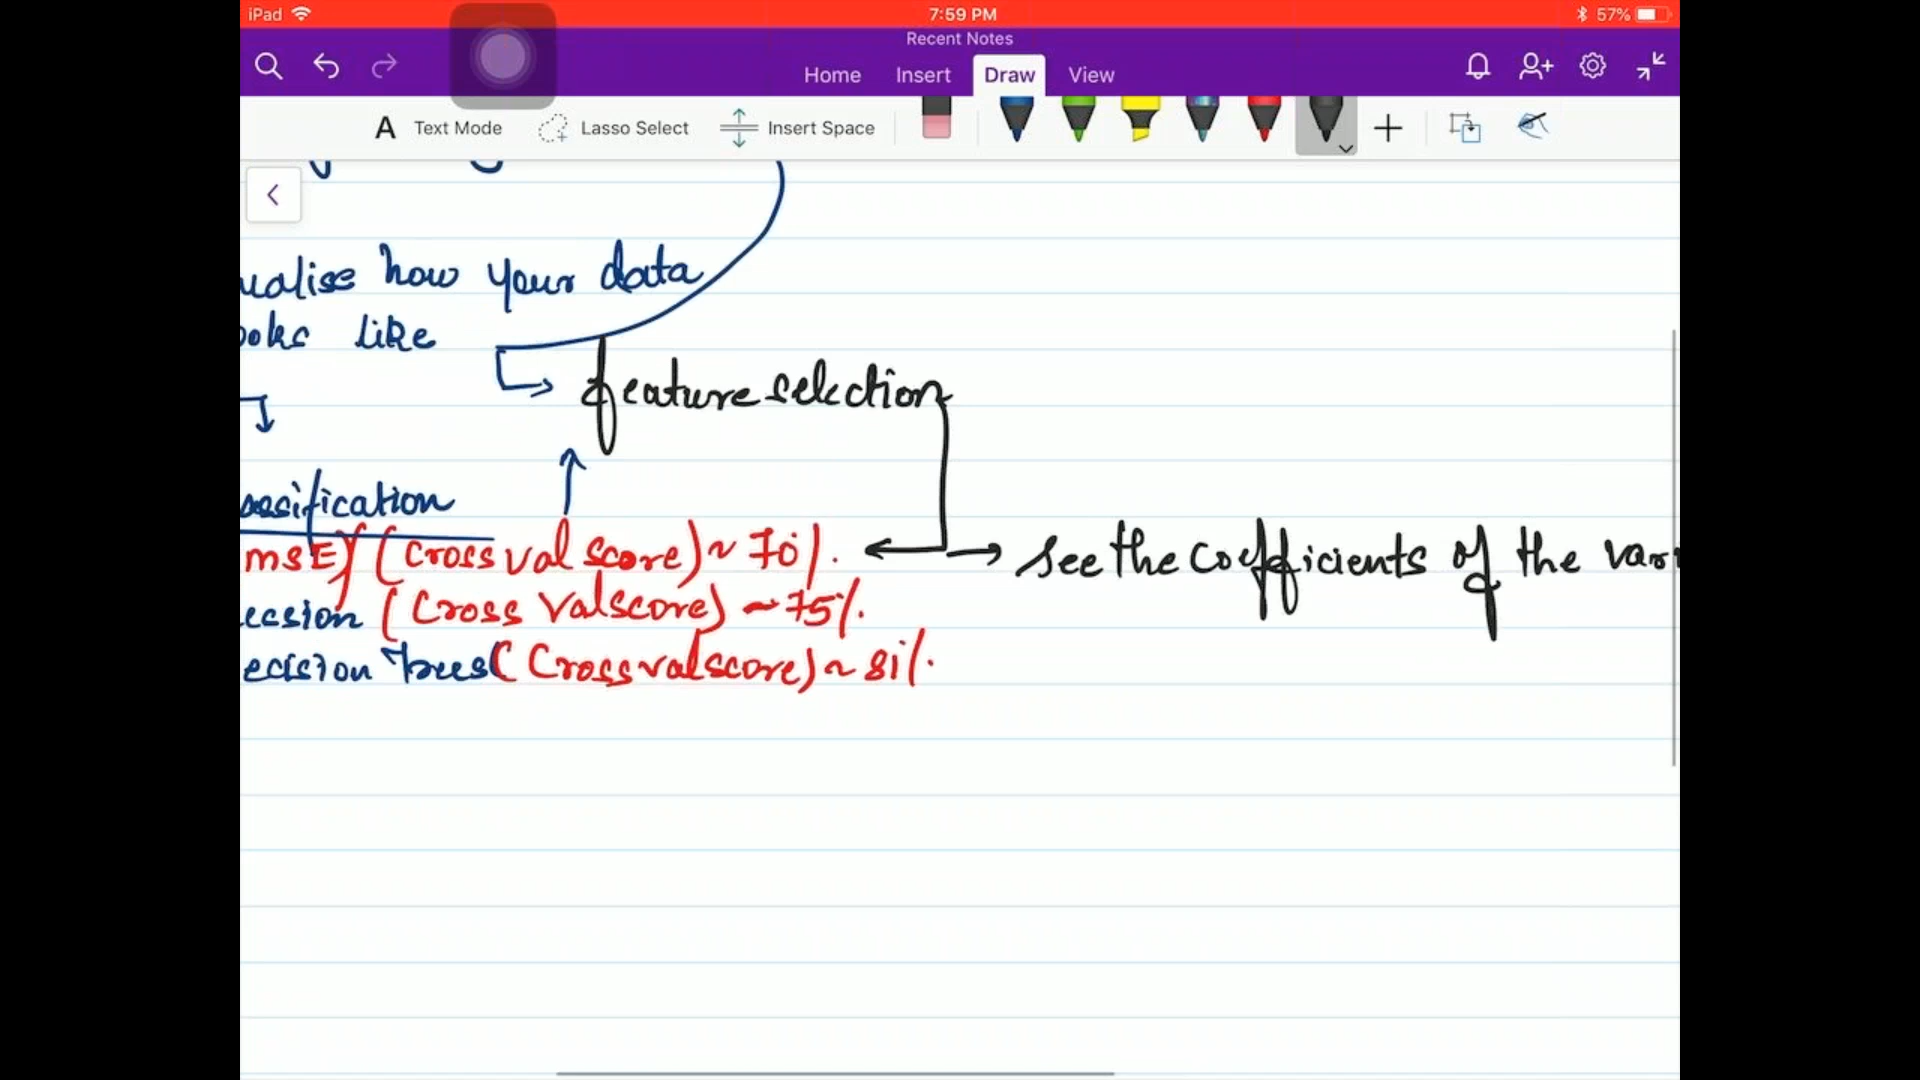 iPad 7:59 PM 57%
Recent Notes
Home Insert Draw View
A Text Mode Lasso Select Insert Space
ualise how your data
ooks like
feature selection
assification
mSE) (Cross val score) ~ 70%.
ession (Cross Valscore) ~ 75%.
ecision trees (Crossvalscore) ~ 81%.
see the coefficients of the vari